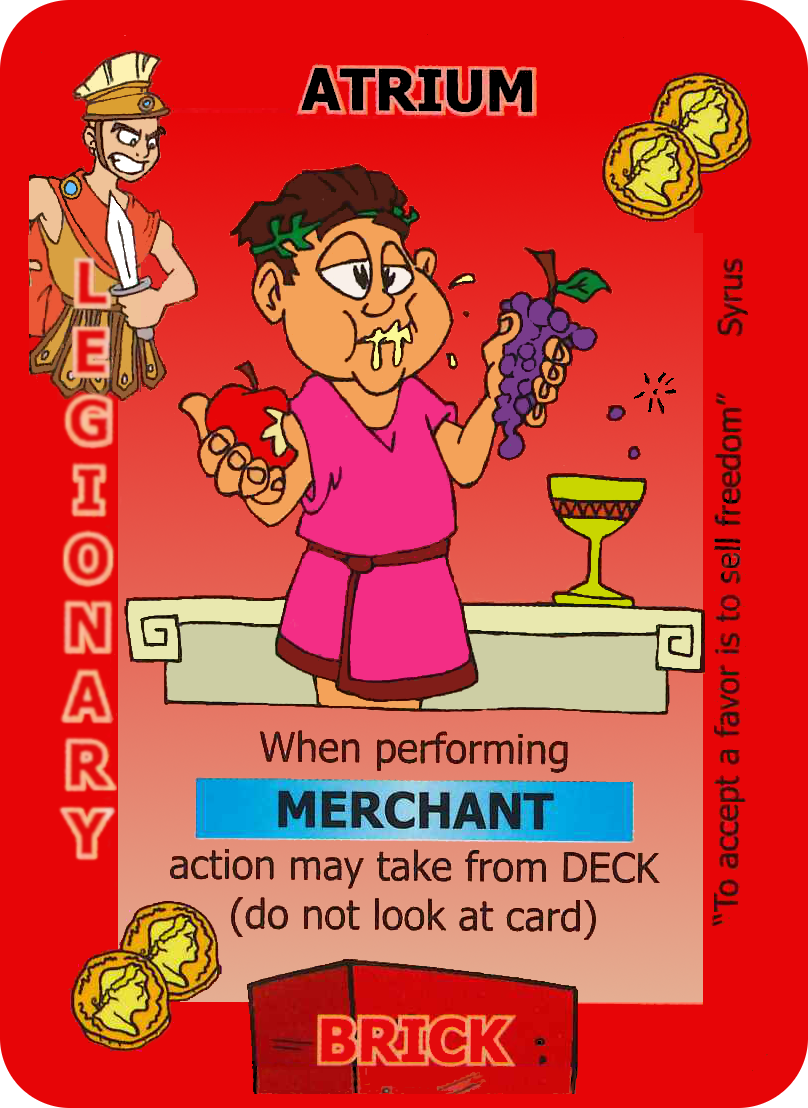 ATRIUM
LEGIONARY
"To accept a favor is to sell freedom" Syrus
When performing
MERCHANT
action may take from DECK
(do not look at card)
BRICK